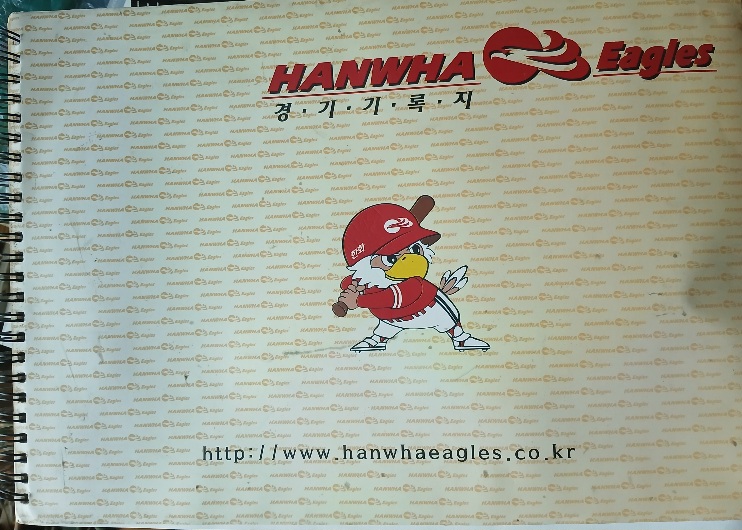 HANWHA Eagles
경·기·기·록·지
한화
http://www.hanwhaeagles.co.kr